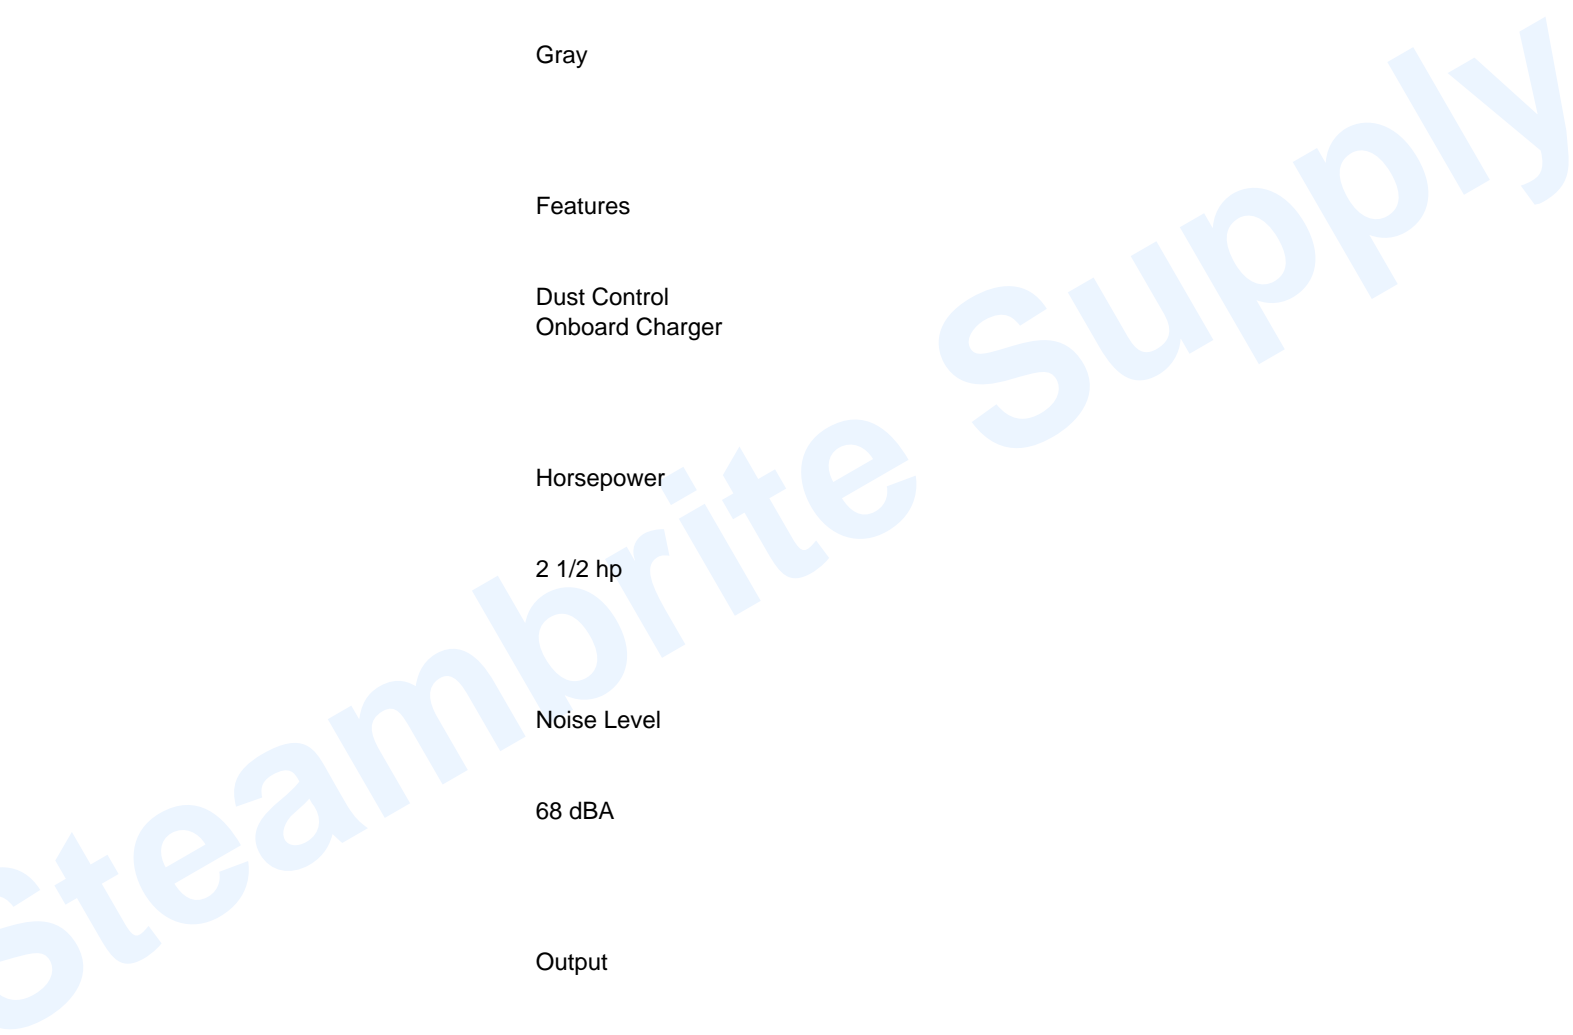 Gray
Features
Dust Control
Onboard Charger
Horsepower
2 1/2 hp
Noise Level
68 dBA
Output
Steambrite Supply